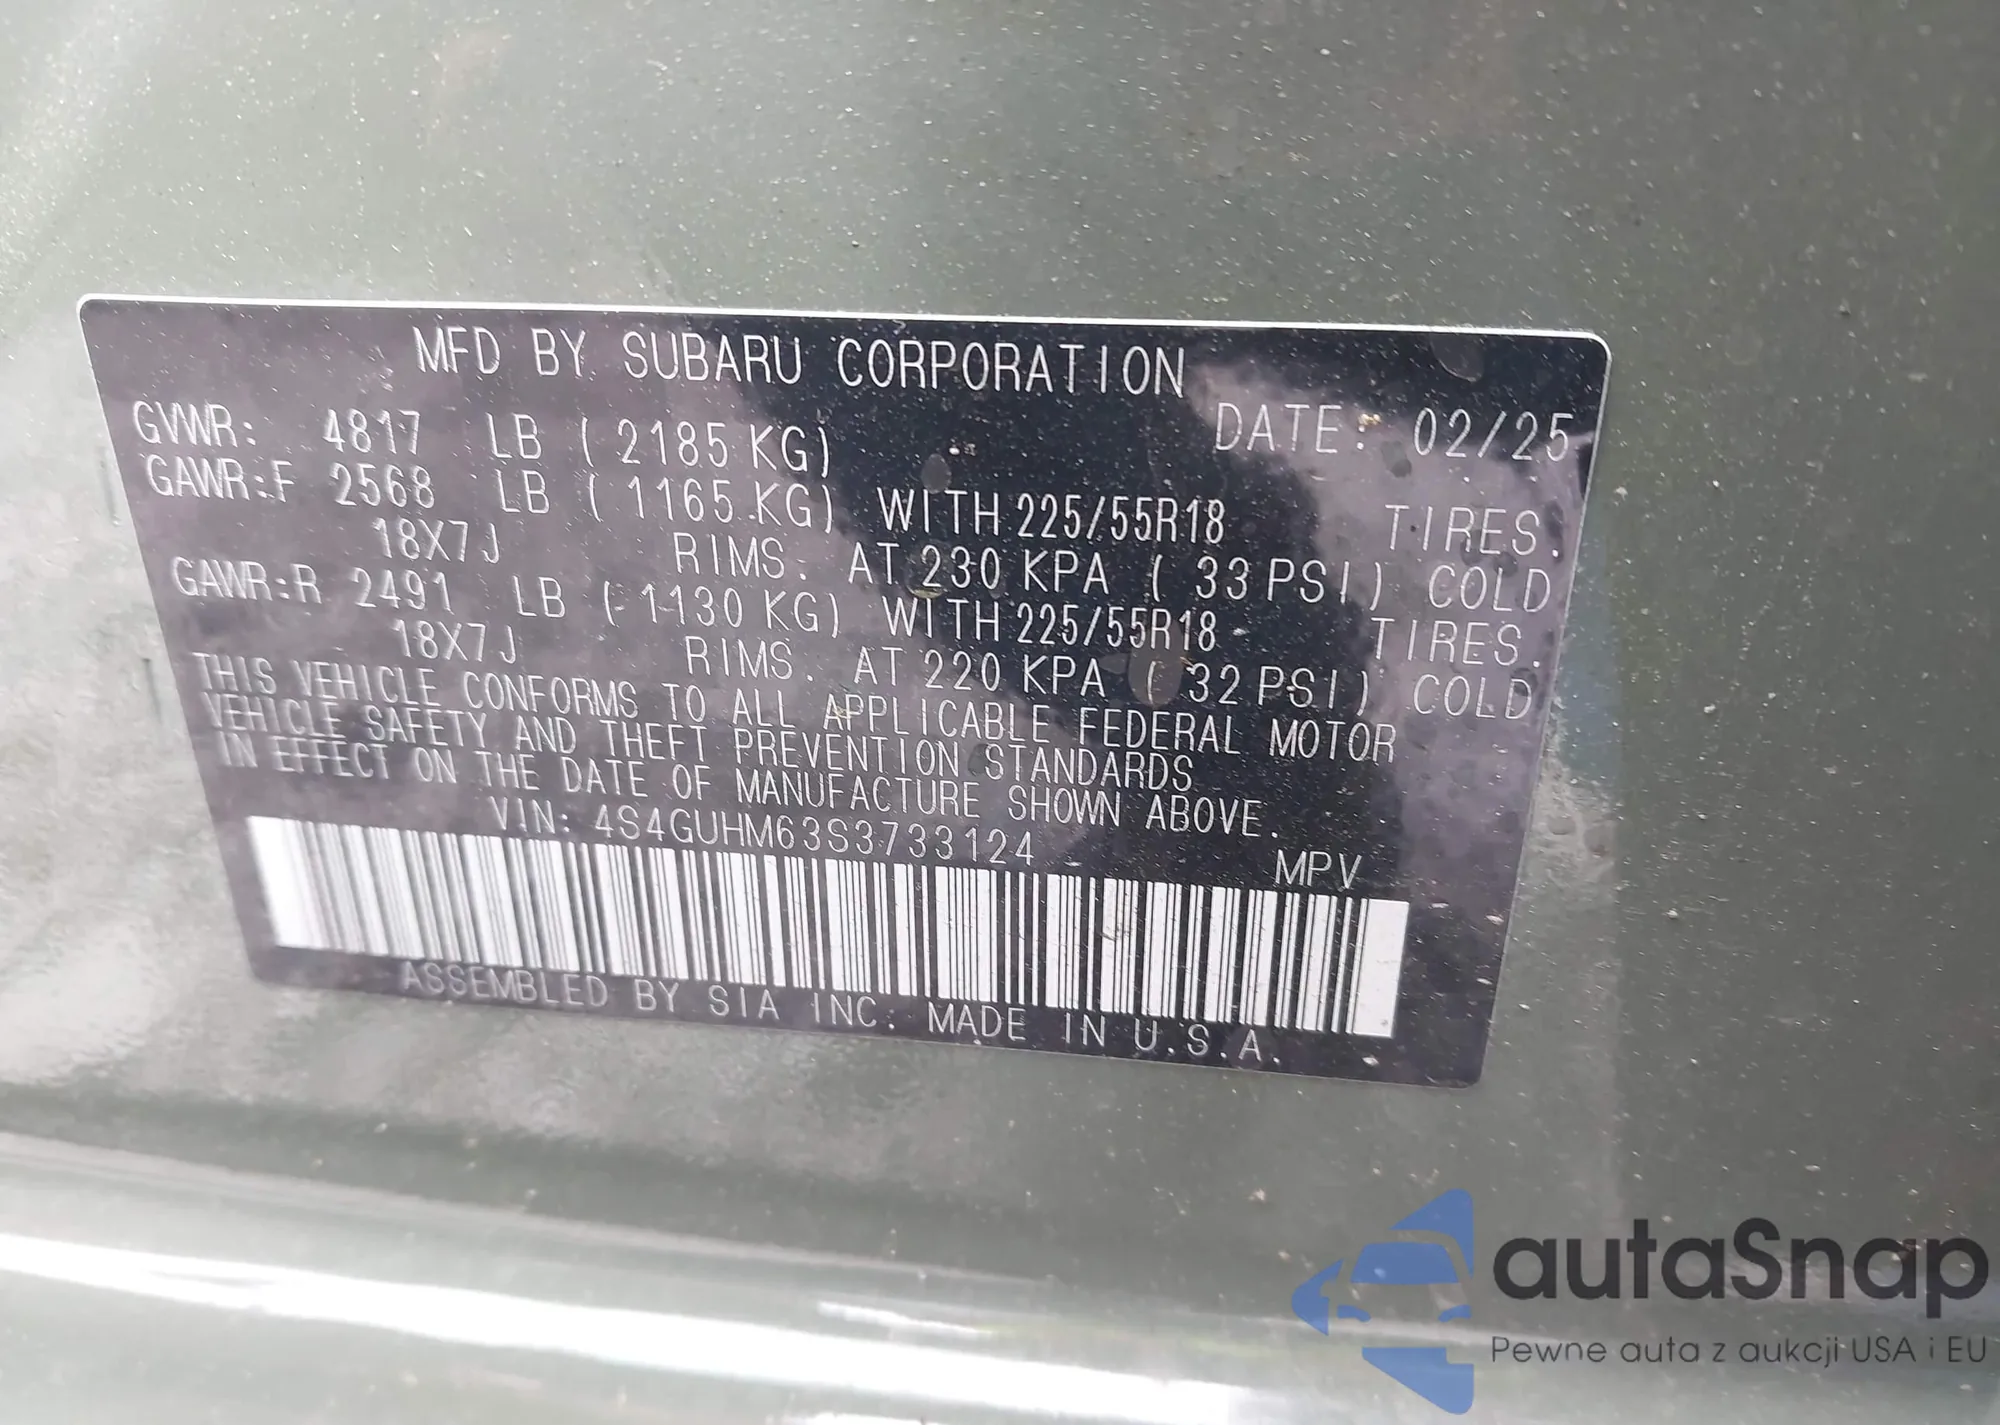 MFD BY SUBARU CORPORATION
GVWR: 4817 LB (2185 KG) DATE: 02/25
GAWR:F 2568 LB (1165 KG) WITH 225/55R18 TIRES.
18X7J RIMS. AT 230 KPA (33 PSI) COLD
GAWR:R 2491 LB (1130 KG) WITH 225/55R18 TIRES.
18X7J RIMS. AT 220 KPA (32 PSI) COLD
THIS VEHICLE CONFORMS TO ALL APPLICABLE FEDERAL MOTOR
VEHICLE SAFETY AND THEFT PREVENTION STANDARDS
IN EFFECT ON THE DATE OF MANUFACTURE SHOWN ABOVE.
VIN: 4S4GUHM63S3733124 MPV
ASSEMBLED BY SIA INC. MADE IN U.S.A.
autaSnap
Pewne auta z aukcji USA i EU